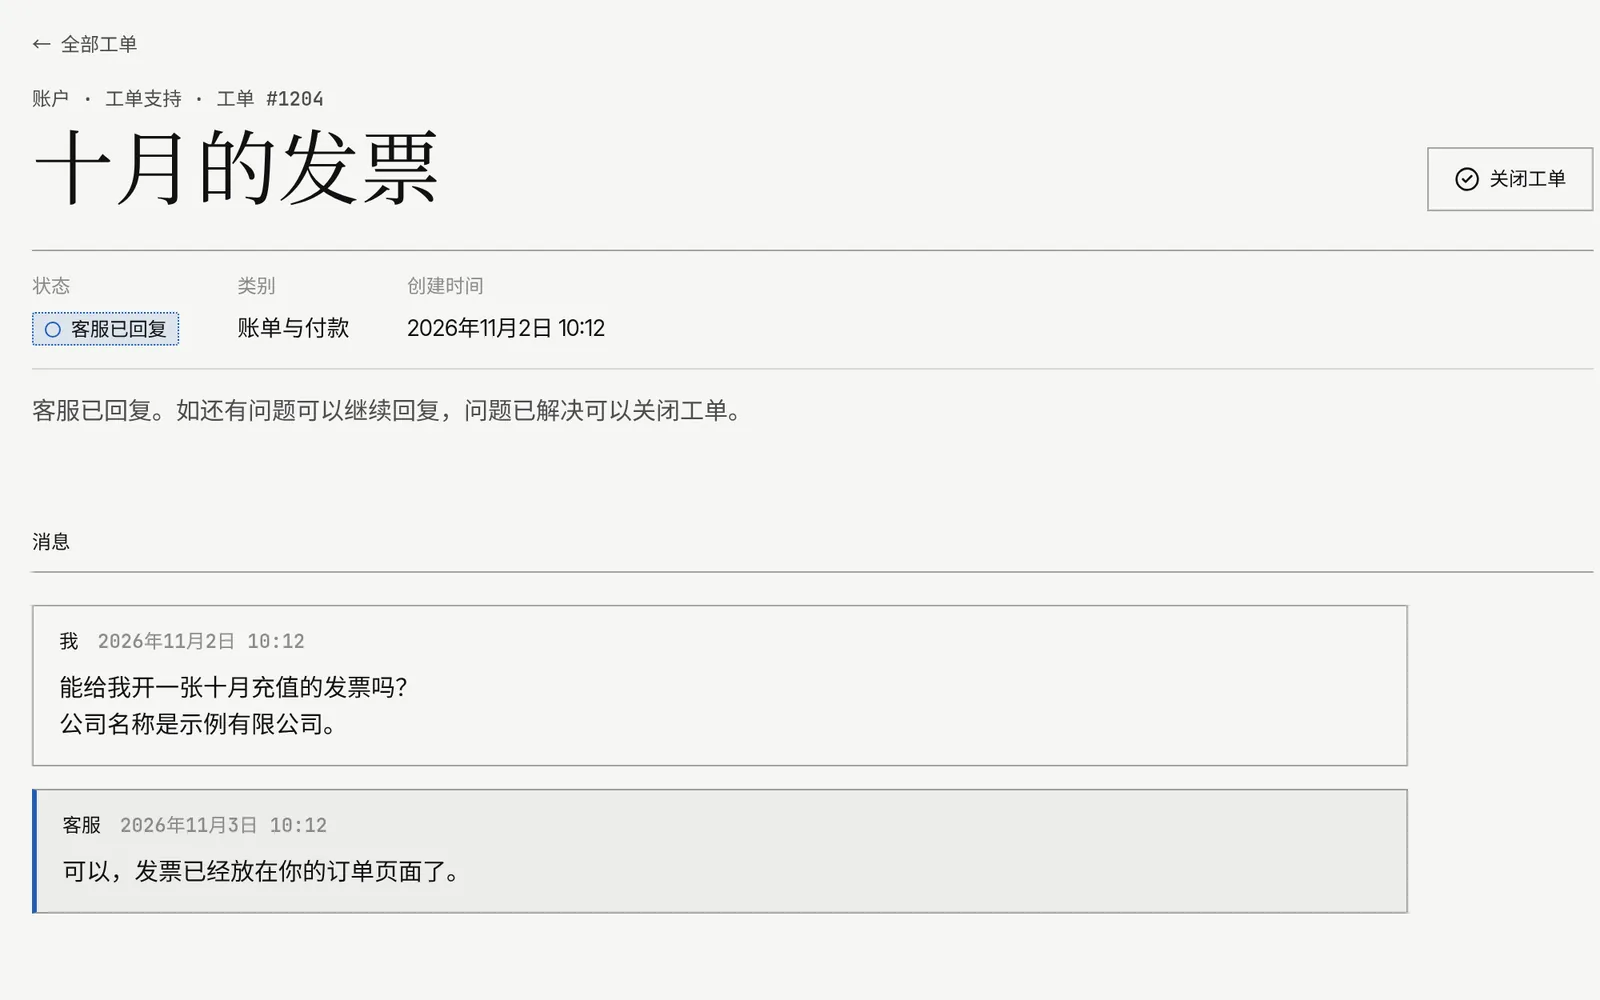 ← 全部工单
账户 · 工单支持 · 工单 #1204
十月的发票
关闭工单
状态 类别 创建时间
客服已回复 账单与付款 2026年11月2日 10:12
客服已回复。如还有问题可以继续回复，问题已解决可以关闭工单。
消息
我 2026年11月2日 10:12
能给我开一张十月充值的发票吗？
公司名称是示例有限公司。
客服 2026年11月3日 10:12
可以，发票已经放在你的订单页面了。